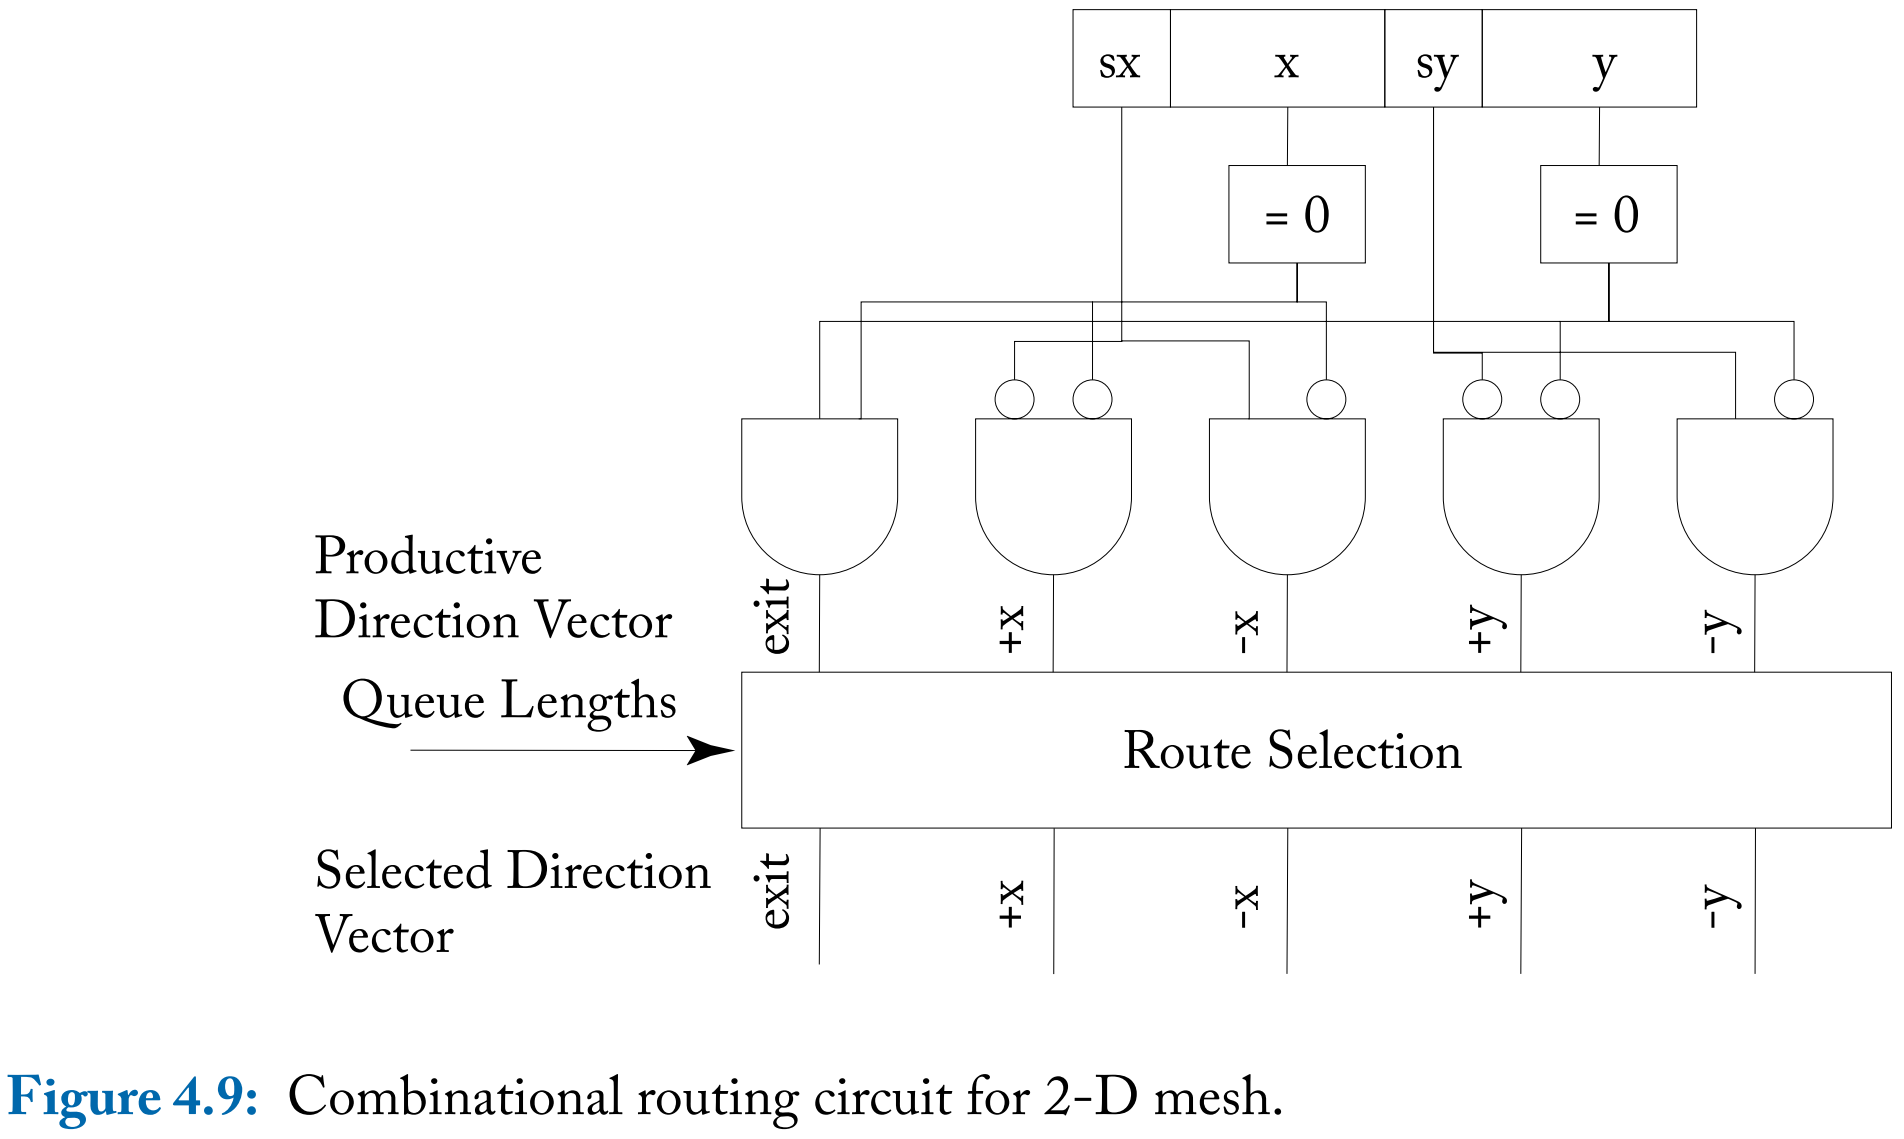 sx x sy y
= 0 = 0
Productive
Direction Vector
exit +x -x +y -y
Queue Lengths
Route Selection
Selected Direction
Vector
exit +x -x +y -y
Figure 4.9: Combinational routing circuit for 2-D mesh.